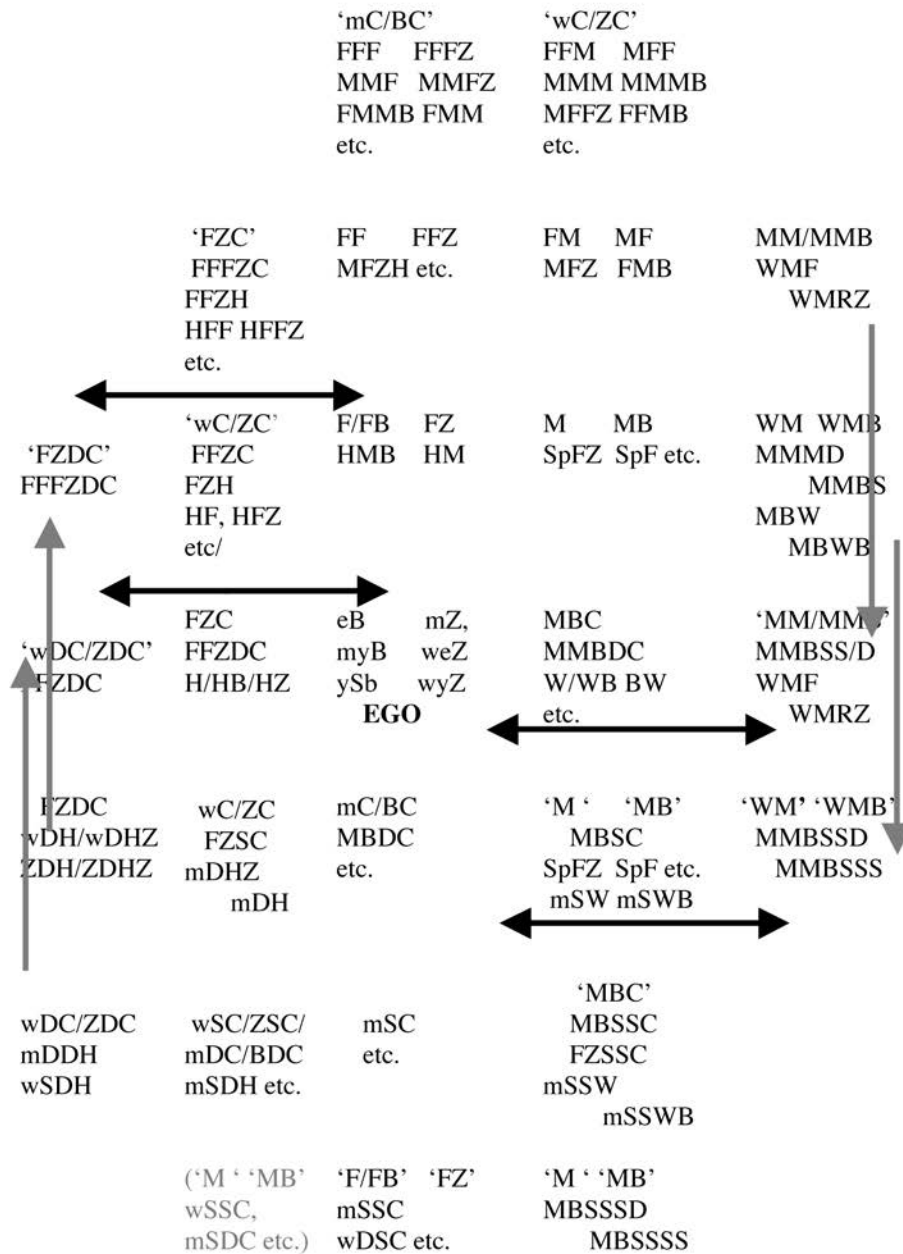 ‘mC/BC’ ‘wC/ZC’
FFF FFFZ FFM MFF
MMF MMFZ MMM MMMB
FMMB FMM MFFZ FFMB
etc. etc.
‘FZC’ FF FFZ FM MF MM/MMB
FFFZC MFZH etc. MFZ FMB WMF
FFZH WMRZ
HFF HFFZ
etc.
‘wC/ZC’ F/FB FZ M MB WM WMB
‘FZDC’ FFZC HMB HM SpFZ SpF etc. MMMD
FFFZDC FZH MMBS
HF, HFZ MBW
etc/ MBWB
FZC eB mZ, MBC ‘MM/MMB’
‘wDC/ZDC’ FFZDC myB weZ MMBDC MMBSS/D
FZDC H/HB/HZ ySb wyZ W/WB BW WMF
EGO etc. WMRZ
FZDC wC/ZC mC/BC ‘M ‘ ‘MB’ ‘WM’ ‘WMB’
wDH/wDHZ FZSC MBDC MBSC MMBSSD
ZDH/ZDHZ mDHZ etc. SpFZ SpF etc. MMBSSS
mDH mSW mSWB
‘MBC’
wDC/ZDC wSC/ZSC/ mSC MBSSC
mDDH mDC/BDC etc. FZSSC
wSDH mSDH etc. mSSW
mSSWB
(‘M ‘ ‘MB’ ‘F/FB’ ‘FZ’ ‘M ‘ ‘MB’
wSSC, mSSC MBSSSD
mSDC etc.) wDSC etc. MBSSSS